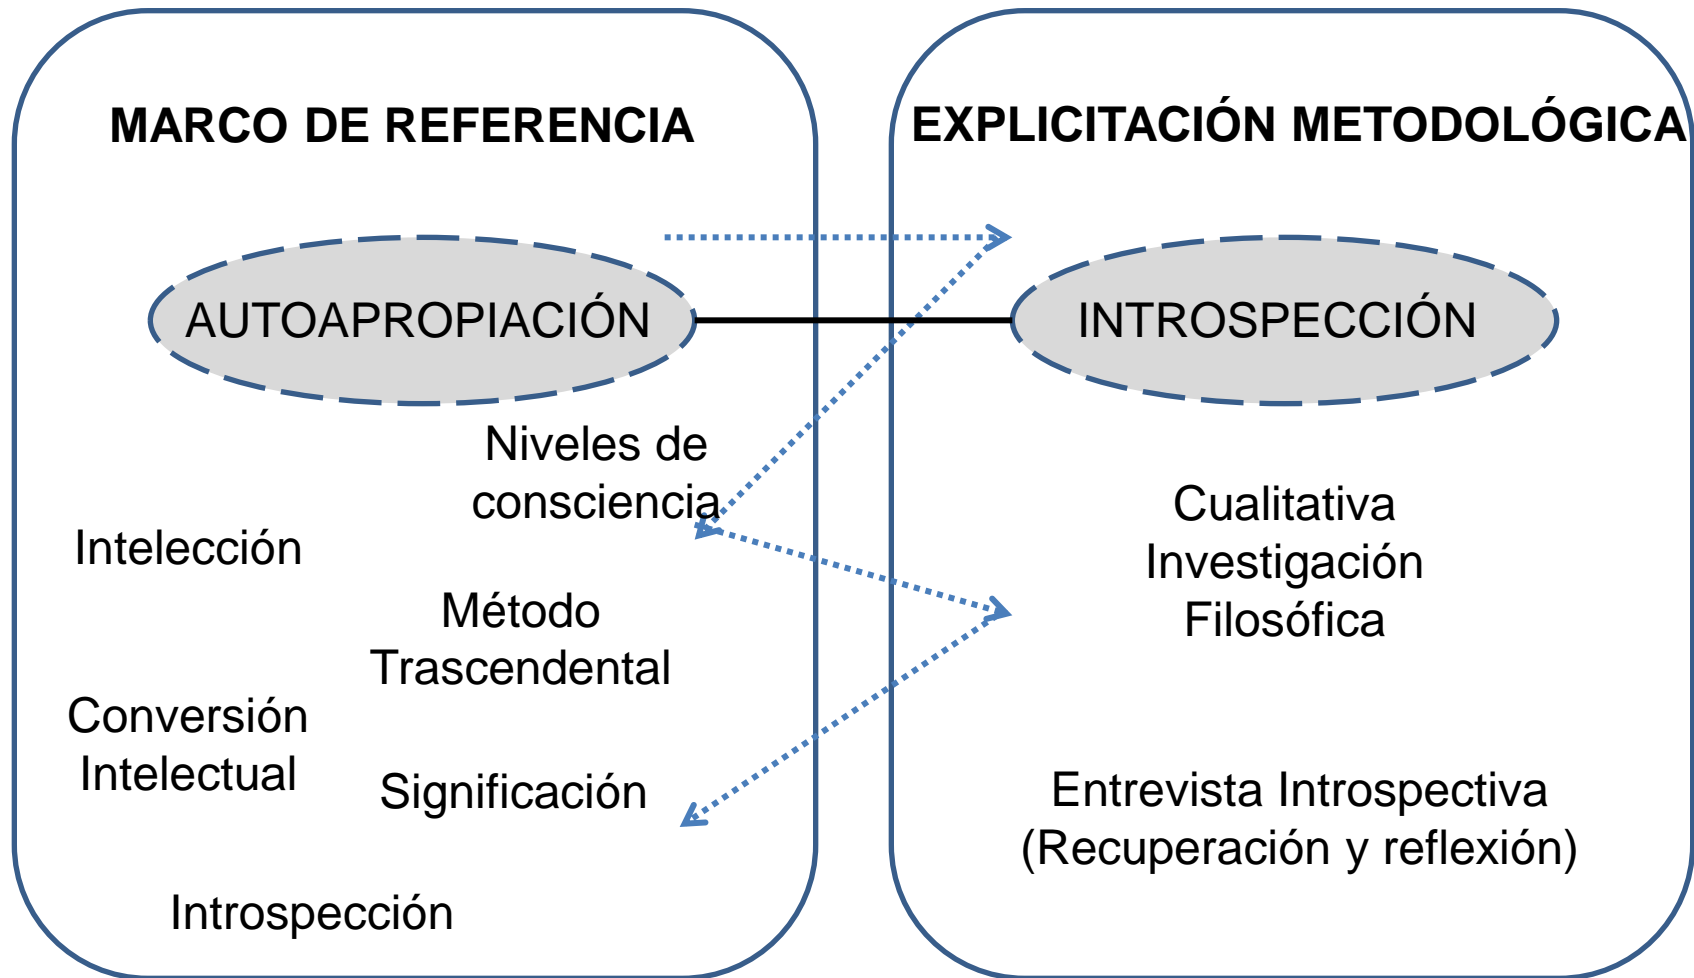 MARCO DE REFERENCIA
AUTOAPROPIACIÓN
Niveles de
consciencia
Intelección
Método
Trascendental
Conversión
Intelectual
Significación
Introspección
EXPLICITACIÓN METODOLÓGICA
INTROSPECCIÓN
Cualitativa
Investigación
Filosófica
Entrevista Introspectiva
(Recuperación y reflexión)